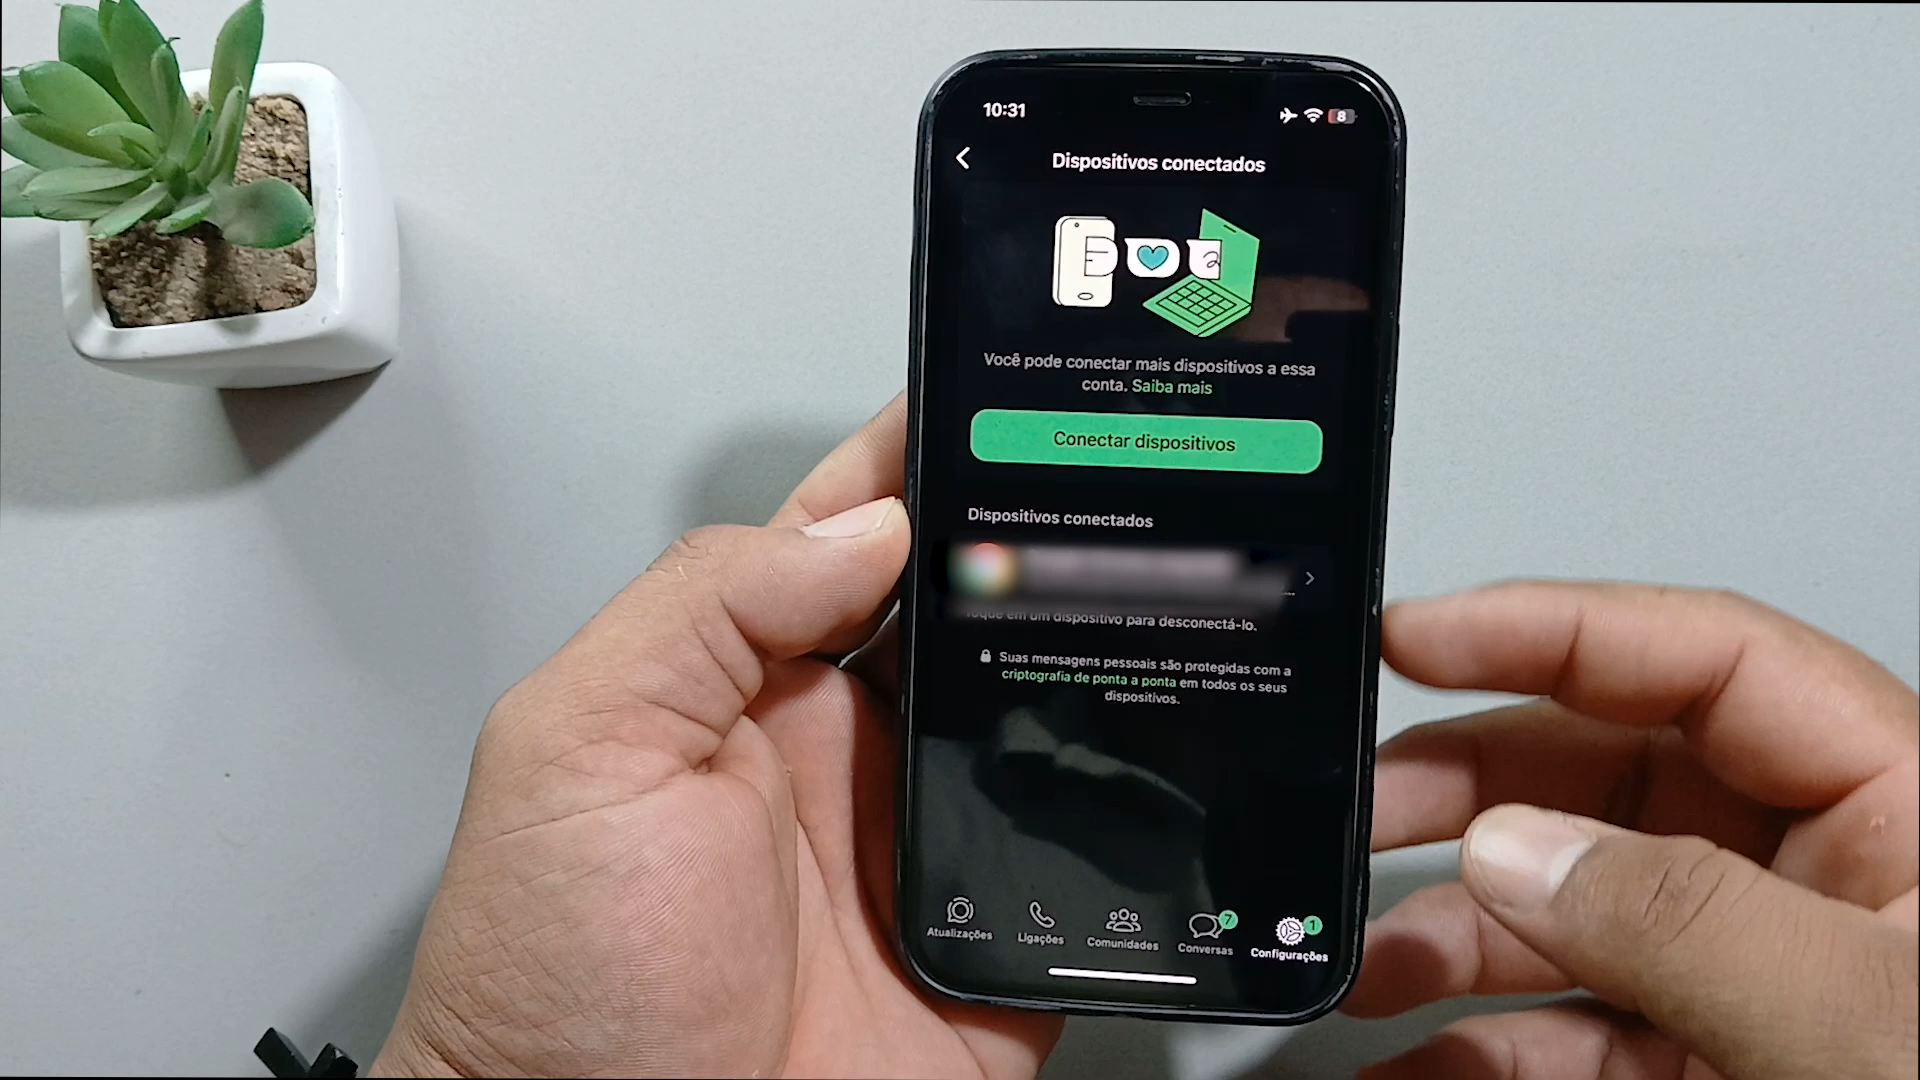 10:31
8
Dispositivos conectados
Você pode conectar mais dispositivos a essa
conta. Saiba mais
Conectar dispositivos
Dispositivos conectados
Toque em um dispositivo para desconectá-lo.
Suas mensagens pessoais são protegidas com a
criptografia de ponta a ponta em todos os seus
dispositivos.
7
1
Atualizações
Ligações
Comunidades
Conversas
Configurações